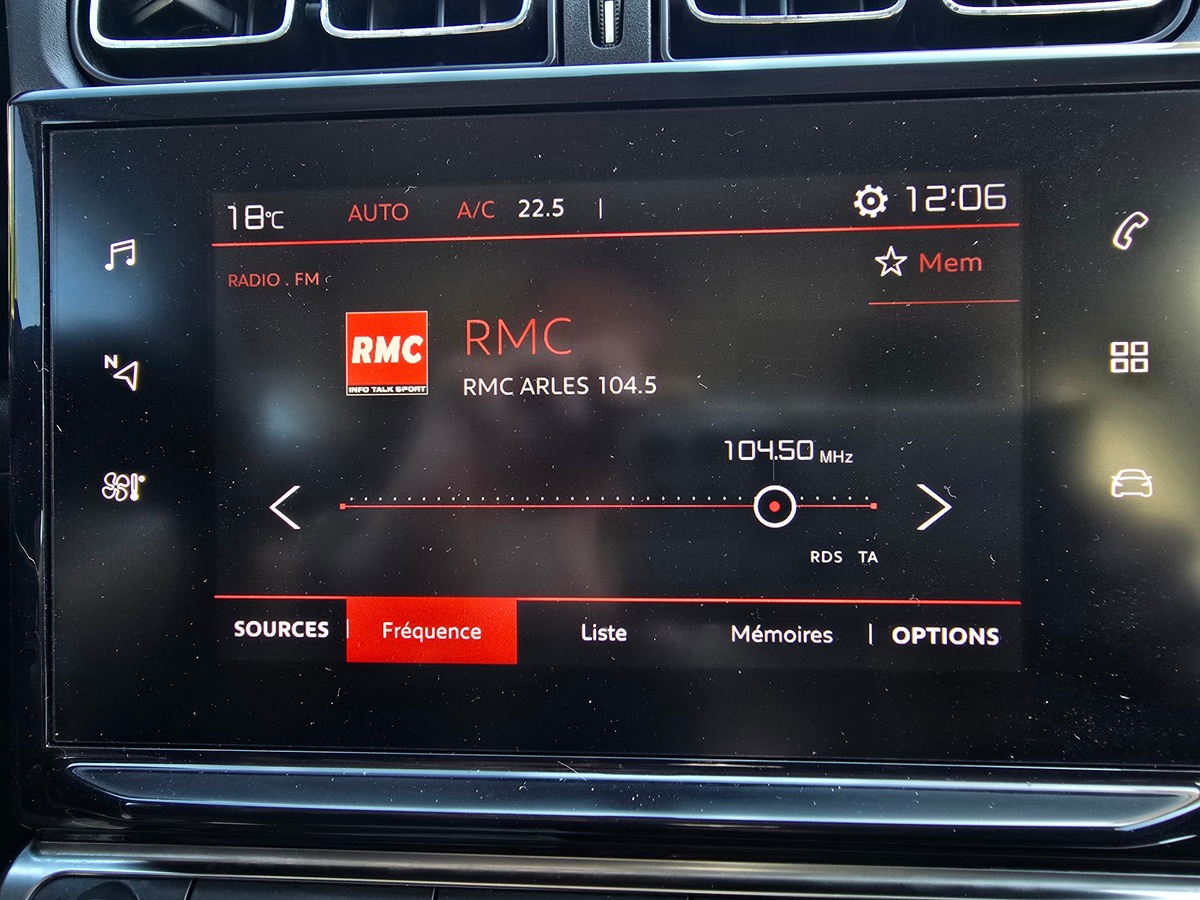 18°C AUTO A/C 22.5 | 12:06
RADIO . FM
Mem
RMC
INFO TALK SPORT
RMC
RMC ARLES 104.5
N
104.50 MHz
RDS TA
SOURCES | Fréquence Liste Mémoires | OPTIONS